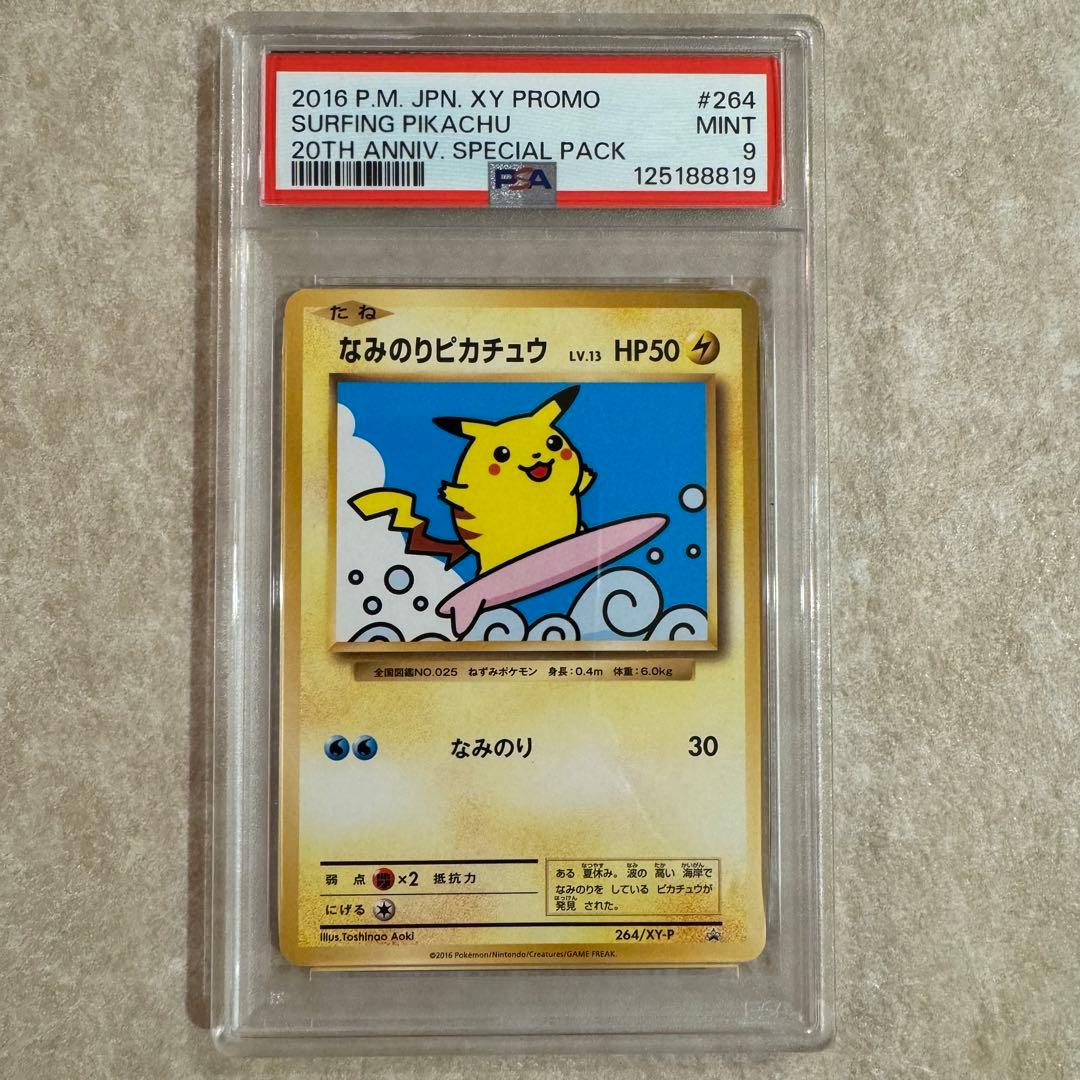 2016 P.M. JPN. XY PROMO #264
SURFING PIKACHU MINT
20TH ANNIV. SPECIAL PACK 9
PSA 125188819
たね
なみのりピカチュウ LV.13 HP50
全国図鑑NO.025 ねずみポケモン 身長:0.4m 体重:6.0kg
なみのり 30
弱点 ×2 抵抗力
にげる
ある 夏休み。波の 高い 海岸で
なみのりを している ピカチュウが
発見 された。
Illus.Toshinao Aoki 264/XY-P
©2016 Pokémon/Nintendo/Creatures/GAME FREAK.